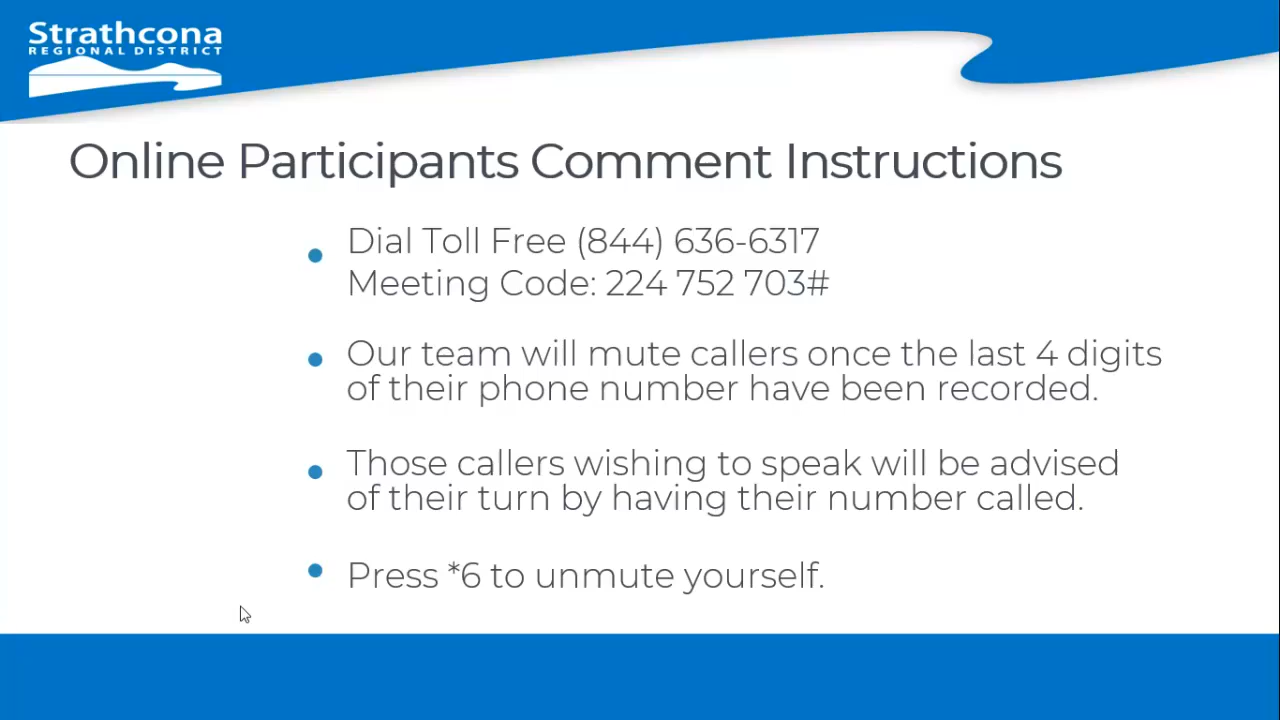 Strathcona
REGIONAL DISTRICT
Online Participants Comment Instructions
Dial Toll Free (844) 636-6317
Meeting Code: 224 752 703#
Our team will mute callers once the last 4 digits
of their phone number have been recorded.
Those callers wishing to speak will be advised
of their turn by having their number called.
Press *6 to unmute yourself.